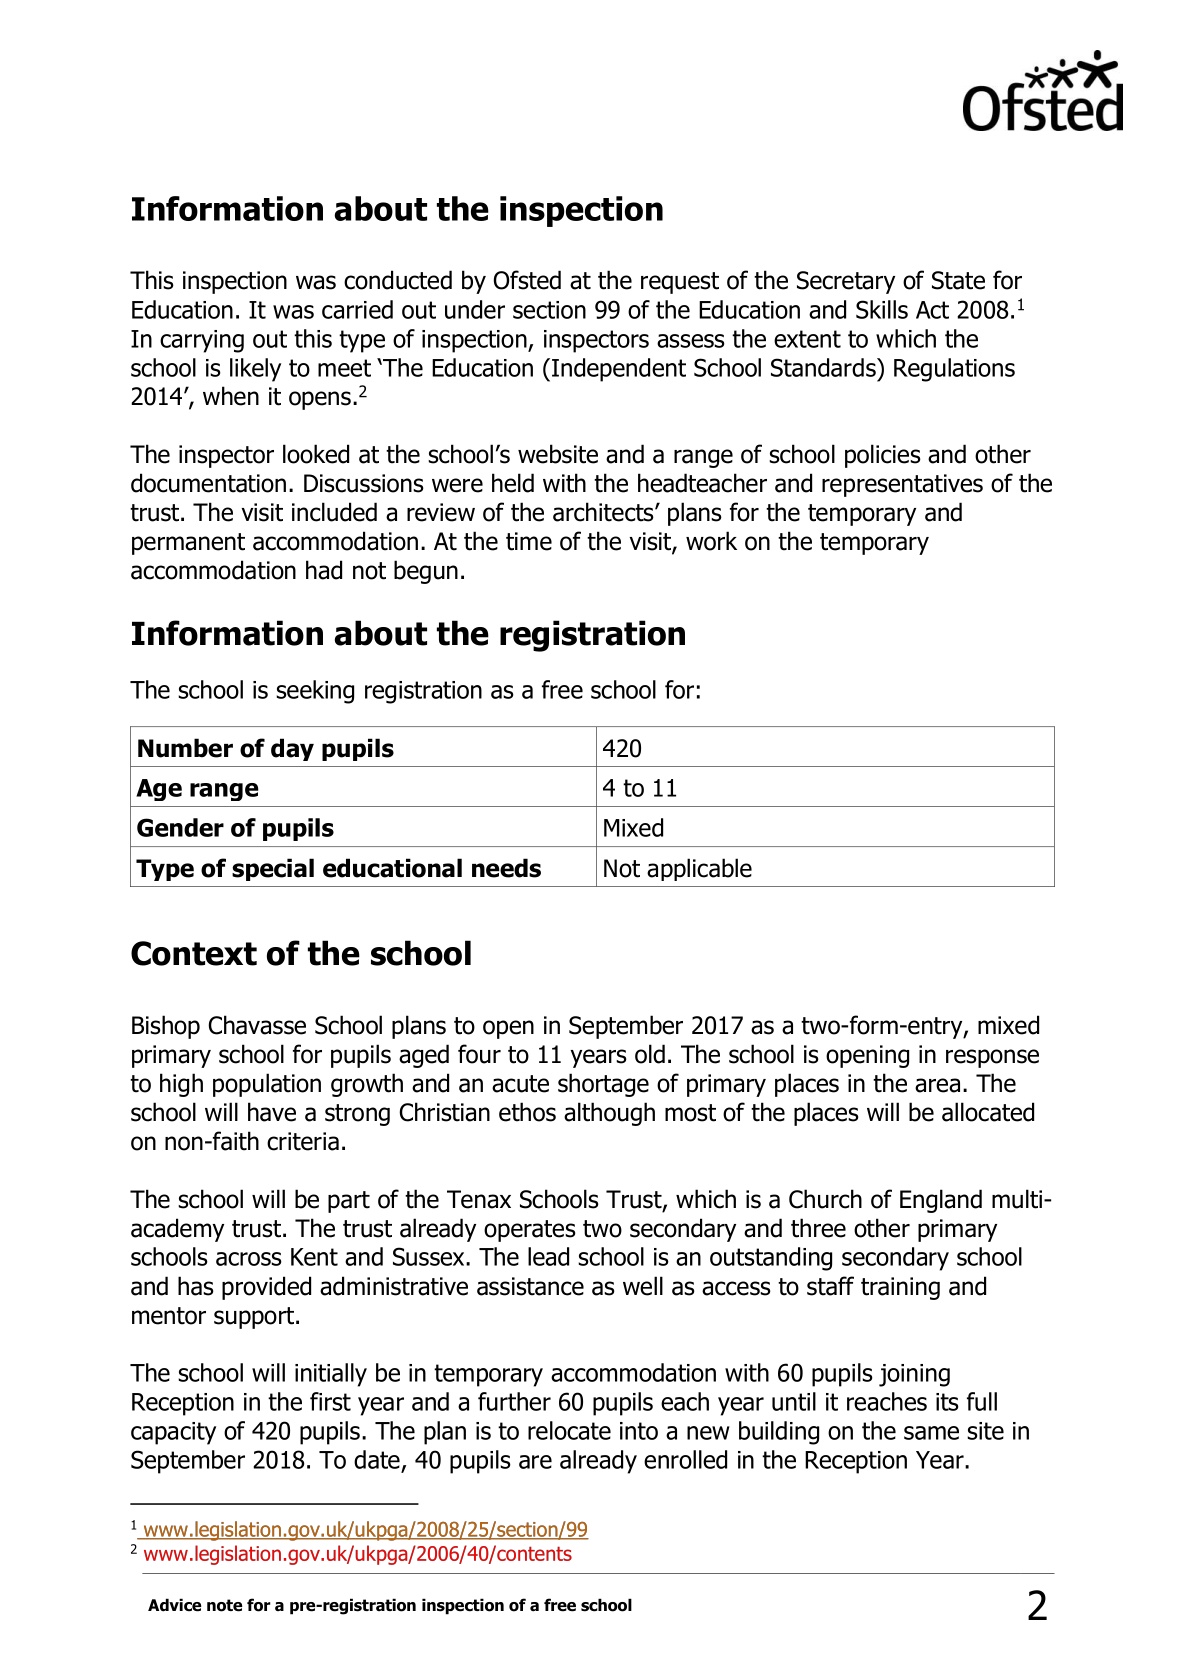 Ofsted
Information about the inspection
This inspection was conducted by Ofsted at the request of the Secretary of State for
Education. It was carried out under section 99 of the Education and Skills Act 2008.1
In carrying out this type of inspection, inspectors assess the extent to which the
school is likely to meet ‘The Education (Independent School Standards) Regulations
2014’, when it opens.2
The inspector looked at the school’s website and a range of school policies and other
documentation. Discussions were held with the headteacher and representatives of the
trust. The visit included a review of the architects’ plans for the temporary and
permanent accommodation. At the time of the visit, work on the temporary
accommodation had not begun.
Information about the registration
The school is seeking registration as a free school for:
Number of day pupils 420
Age range 4 to 11
Gender of pupils Mixed
Type of special educational needs Not applicable
Context of the school
Bishop Chavasse School plans to open in September 2017 as a two-form-entry, mixed
primary school for pupils aged four to 11 years old. The school is opening in response
to high population growth and an acute shortage of primary places in the area. The
school will have a strong Christian ethos although most of the places will be allocated
on non-faith criteria.
The school will be part of the Tenax Schools Trust, which is a Church of England multi-
academy trust. The trust already operates two secondary and three other primary
schools across Kent and Sussex. The lead school is an outstanding secondary school
and has provided administrative assistance as well as access to staff training and
mentor support.
The school will initially be in temporary accommodation with 60 pupils joining
Reception in the first year and a further 60 pupils each year until it reaches its full
capacity of 420 pupils. The plan is to relocate into a new building on the same site in
September 2018. To date, 40 pupils are already enrolled in the Reception Year.
1 www.legislation.gov.uk/ukpga/2008/25/section/99
2 www.legislation.gov.uk/ukpga/2006/40/contents
Advice note for a pre-registration inspection of a free school 2